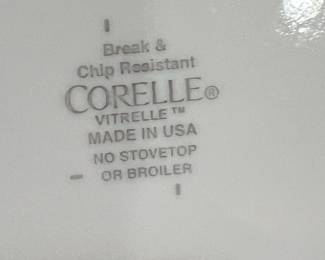 Break &
Chip Resistant
CORELLE®
VITRELLE™
MADE IN USA
NO STOVETOP
OR BROILER